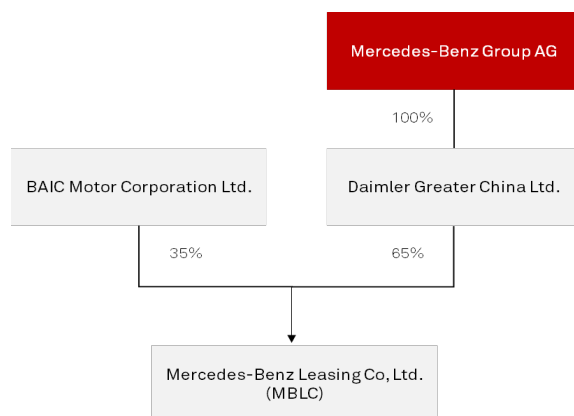 Mercedes-Benz Group AG
100%
BAIC Motor Corporation Ltd.
Daimler Greater China Ltd.
35%
65%
Mercedes-Benz Leasing Co, Ltd.
(MBLC)